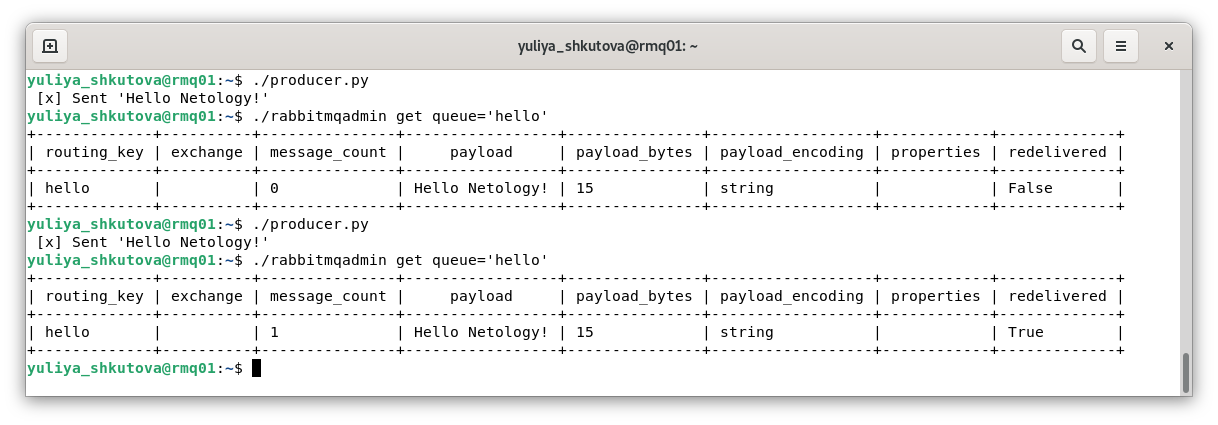 yuliya_shkutova@rmq01: ~
yuliya_shkutova@rmq01:~$ ./producer.py
 [x] Sent 'Hello Netology!'
yuliya_shkutova@rmq01:~$ ./rabbitmqadmin get queue='hello'
+-------------+----------+---------------+-----------------+---------------+------------------+------------+-------------+
| routing_key | exchange | message_count |     payload     | payload_bytes | payload_encoding | properties | redelivered |
+-------------+----------+---------------+-----------------+---------------+------------------+------------+-------------+
| hello       |          | 0             | Hello Netology! | 15            | string           |            | False       |
+-------------+----------+---------------+-----------------+---------------+------------------+------------+-------------+
yuliya_shkutova@rmq01:~$ ./producer.py
 [x] Sent 'Hello Netology!'
yuliya_shkutova@rmq01:~$ ./rabbitmqadmin get queue='hello'
+-------------+----------+---------------+-----------------+---------------+------------------+------------+-------------+
| routing_key | exchange | message_count |     payload     | payload_bytes | payload_encoding | properties | redelivered |
+-------------+----------+---------------+-----------------+---------------+------------------+------------+-------------+
| hello       |          | 1             | Hello Netology! | 15            | string           |            | True        |
+-------------+----------+---------------+-----------------+---------------+------------------+------------+-------------+
yuliya_shkutova@rmq01:~$